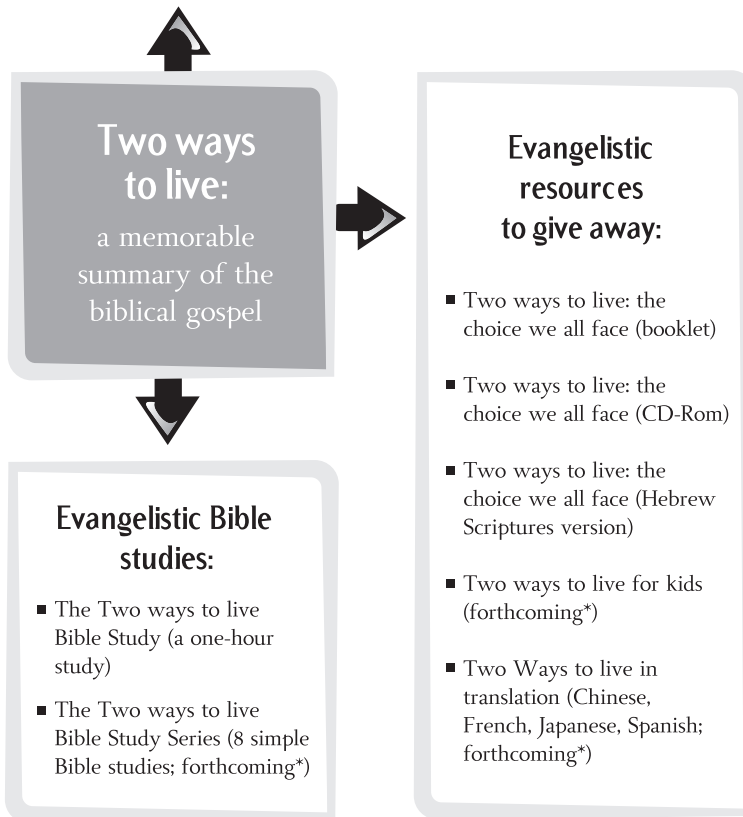 Two ways
to live:
a memorable
summary of the
biblical gospel
Evangelistic
resources
to give away:
▪ Two ways to live: the
choice we all face (booklet)
▪ Two ways to live: the
choice we all face (CD-Rom)
▪ Two ways to live: the
choice we all face (Hebrew
Scriptures version)
▪ Two ways to live for kids
(forthcoming*)
▪ Two Ways to live in
translation (Chinese,
French, Japanese, Spanish;
forthcoming*)
Evangelistic Bible
studies:
▪ The Two ways to live
Bible Study (a one-hour
study)
▪ The Two ways to live
Bible Study Series (8 simple
Bible studies; forthcoming*)